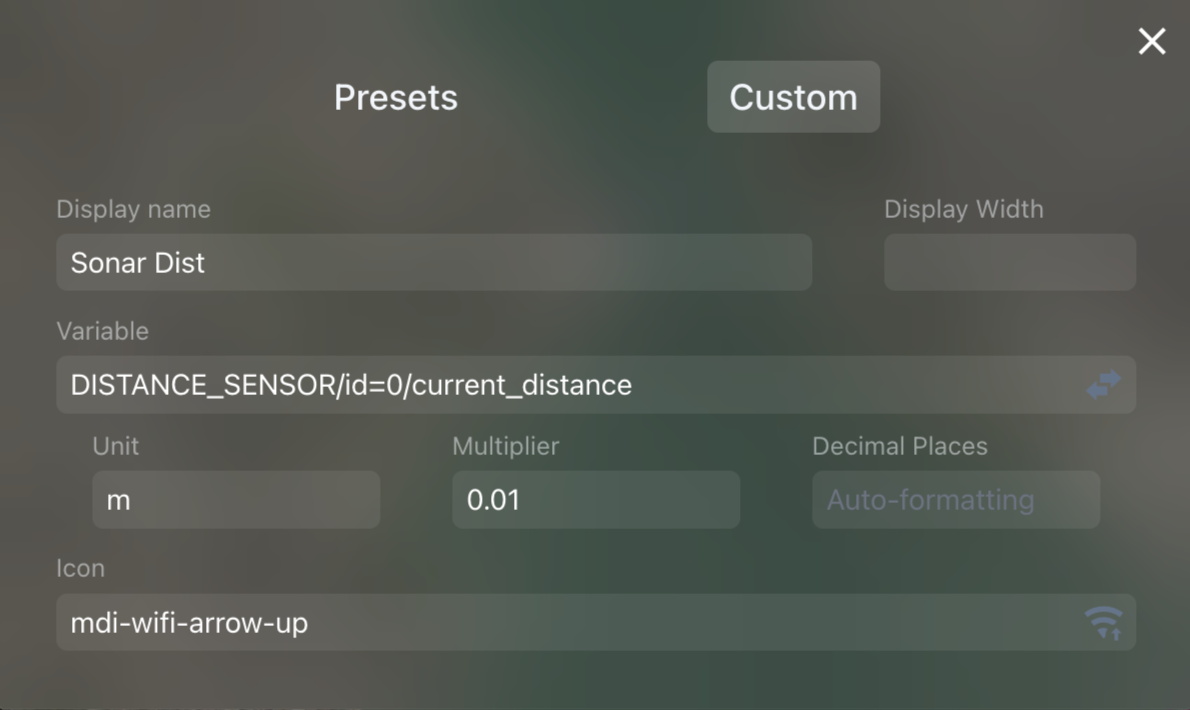 Presets Custom
Display name Display Width
Sonar Dist
Variable
DISTANCE_SENSOR/id=0/current_distance
Unit Multiplier Decimal Places
m 0.01 Auto-formatting
Icon
mdi-wifi-arrow-up